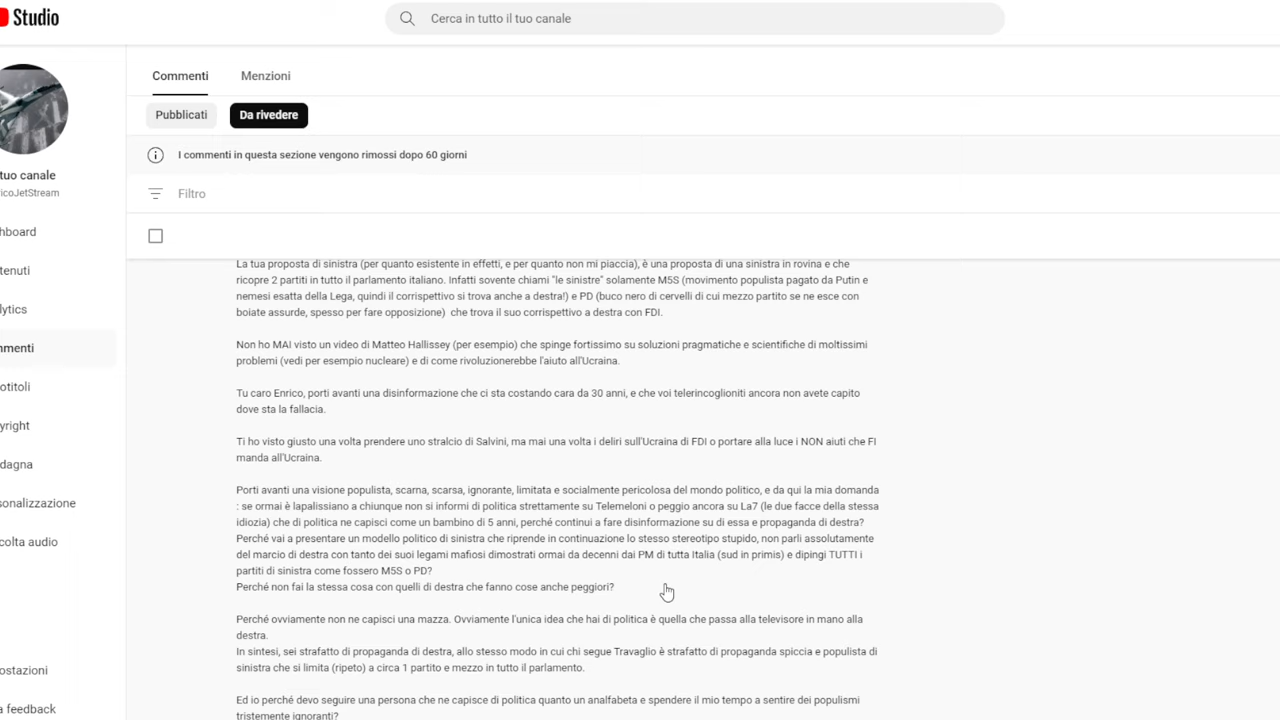 Studio
Cerca in tutto il tuo canale
Commenti
Menzioni
Pubblicati
Da rivedere
I commenti in questa sezione vengono rimossi dopo 60 giorni
Filtro
tuo canale
icoJetStream
hboard
tenuti
lytics
mmenti
totitoli
yright
dagna
sonalizzazione
colta audio
ostazioni
a feedback
La tua proposta di sinistra (per quanto esistente in effetti, e per quanto non mi piaccia), è una proposta di una sinistra in rovina e che
ricopre 2 partiti in tutto il parlamento italiano. Infatti sovente chiami "le sinistre" solamente M5S (movimento populista pagato da Putin e
nemesi esatta della Lega, quindi il corrispettivo si trova anche a destra!) e PD (buco nero di cervelli di cui mezzo partito se ne esce con
boiate assurde, spesso per fare opposizione)  che trova il suo corrispettivo a destra con FDI.
Non ho MAI visto un video di Matteo Hallissey (per esempio) che spinge fortissimo su soluzioni pragmatiche e scientifiche di moltissimi
problemi (vedi per esempio nucleare) e di come rivoluzionerebbe l'aiuto all'Ucraina.
Tu caro Enrico, porti avanti una disinformazione che ci sta costando cara da 30 anni, e che voi telerincoglioniti ancora non avete capito
dove sta la fallacia.
Ti ho visto giusto una volta prendere uno stralcio di Salvini, ma mai una volta i deliri sull'Ucraina di FDI o portare alla luce i NON aiuti che FI
manda all'Ucraina.
Porti avanti una visione populista, scarna, scarsa, ignorante, limitata e socialmente pericolosa del mondo politico, e da qui la mia domanda
: se ormai è lapalissiano a chiunque non si informi di politica strettamente su Telemeloni o peggio ancora su La7 (le due facce della stessa
idiozia) che di politica ne capisci come un bambino di 5 anni, perché continui a fare disinformazione su di essa e propaganda di destra?
Perché vai a presentare un modello politico di sinistra che riprende in continuazione lo stesso stereotipo stupido, non parli assolutamente
del marcio di destra con tanto dei suoi legami mafiosi dimostrati ormai da decenni dai PM di tutta Italia (sud in primis) e dipingi TUTTI i
partiti di sinistra come fossero M5S o PD?
Perché non fai la stessa cosa con quelli di destra che fanno cose anche peggiori?
Perché ovviamente non ne capisci una mazza. Ovviamente l'unica idea che hai di politica è quella che passa alla televisore in mano alla
destra.
In sintesi, sei strafatto di propaganda di destra, allo stesso modo in cui chi segue Travaglio è strafatto di propaganda spiccia e populista di
sinistra che si limita (ripeto) a circa 1 partito e mezzo in tutto il parlamento.
Ed io perché devo seguire una persona che ne capisce di politica quanto un analfabeta e spendere il mio tempo a sentire dei populismi
tristemente ignoranti?